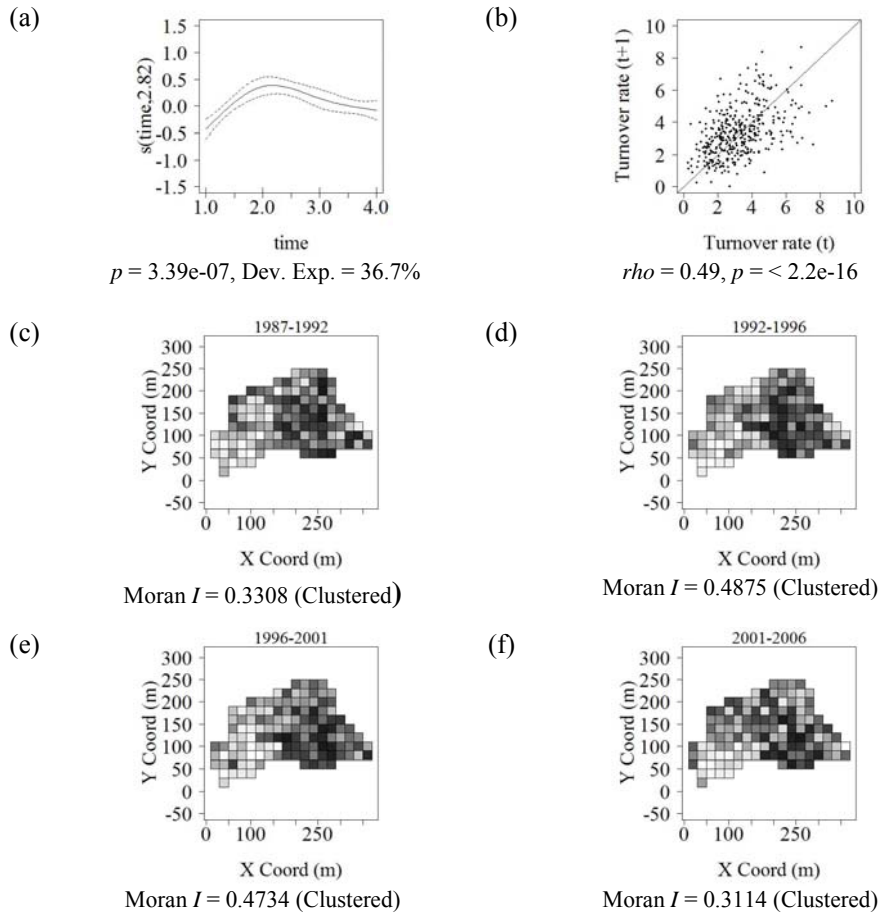 (a)
1.5
1.0
0.5
0.0
-0.5
-1.0
-1.5
s(time,2.82)
1.0 2.0 3.0 4.0
time
p = 3.39e-07, Dev. Exp. = 36.7%
(b)
10
8
6
4
2
0
Turnover rate (t+1)
0 2 4 6 8 10
Turnover rate (t)
rho = 0.49, p = < 2.2e-16
(c)
1987-1992
300
250
200
150
100
50
0
-50
Y Coord (m)
0 100 250
X Coord (m)
Moran I = 0.3308 (Clustered)
(d)
1992-1996
300
250
200
150
100
50
0
-50
Y Coord (m)
0 100 250
X Coord (m)
Moran I = 0.4875 (Clustered)
(e)
1996-2001
300
250
200
150
100
50
0
-50
Y Coord (m)
0 100 250
X Coord (m)
Moran I = 0.4734 (Clustered)
(f)
2001-2006
300
250
200
150
100
50
0
-50
Y Coord (m)
0 100 250
X Coord (m)
Moran I = 0.3114 (Clustered)